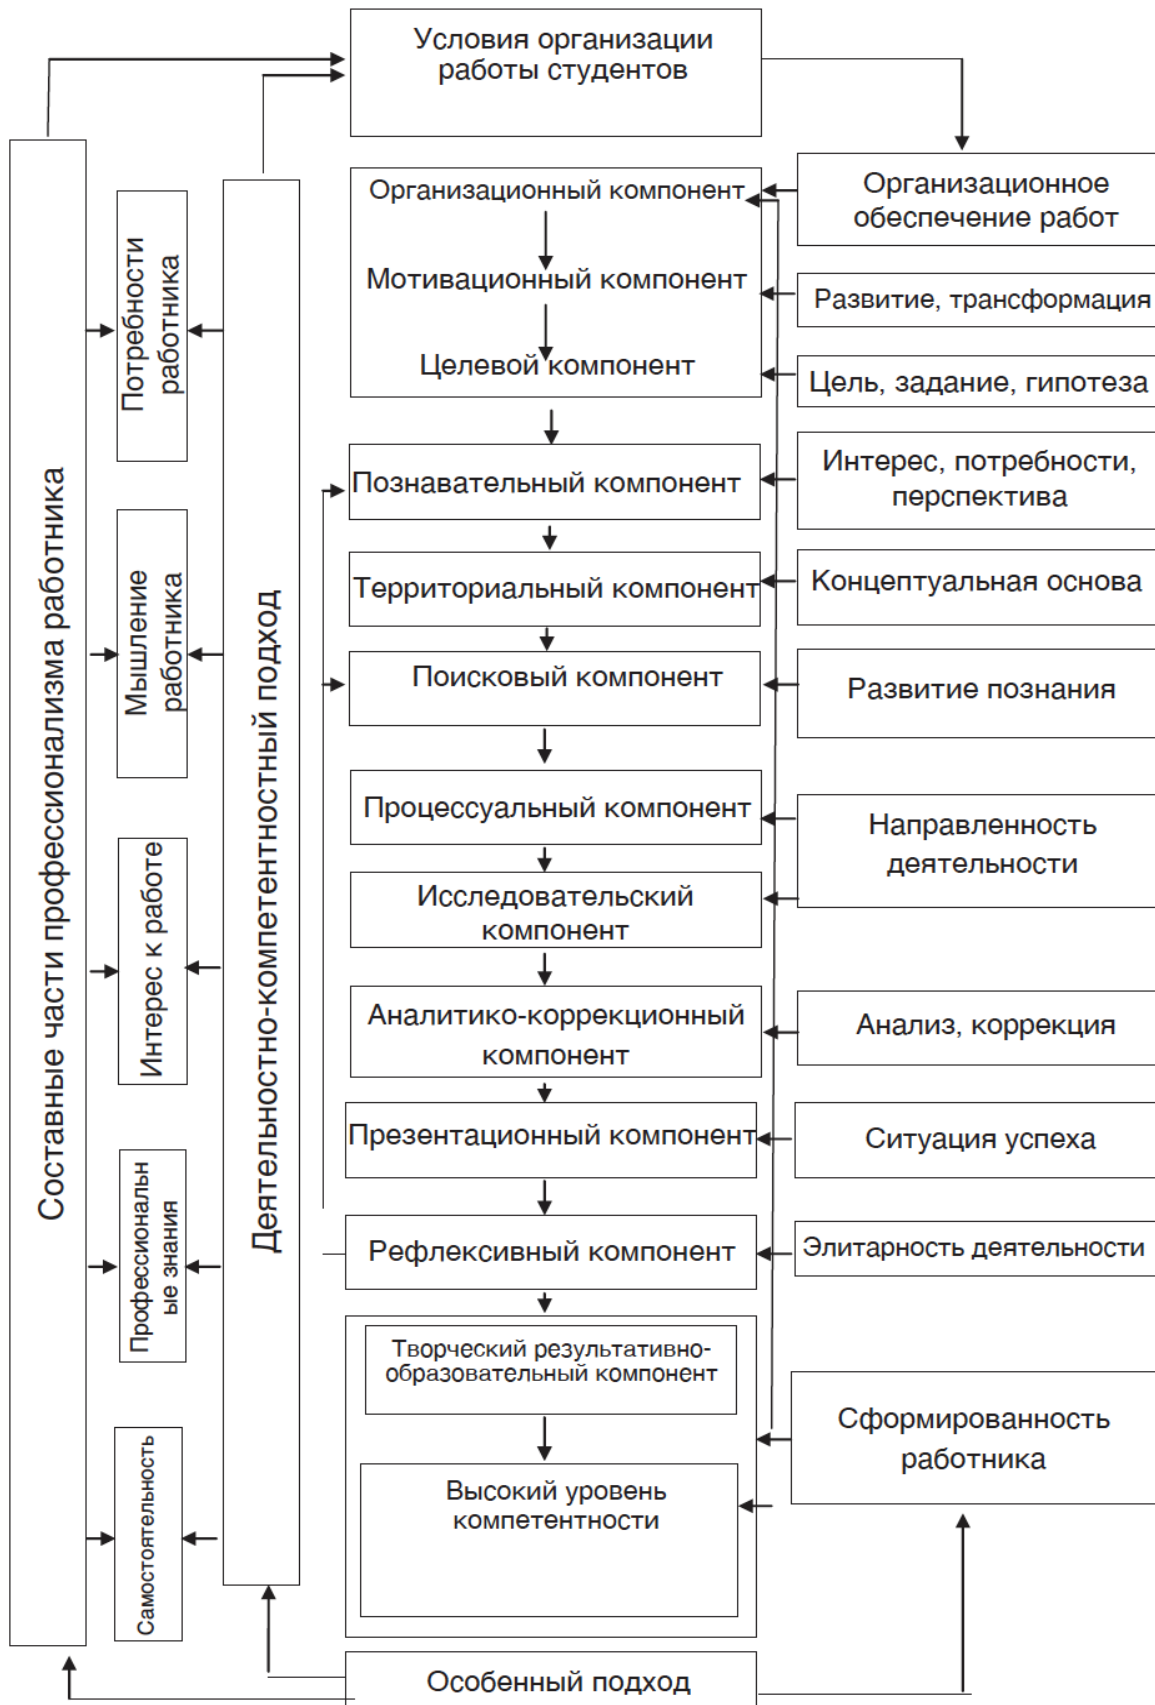 Условия организации
работы студентов
Составные части профессионализма работника
Потребности
работника
Мышление
работника
Интерес к работе
Профессиональн
ые знания
Самостоятельность
Деятельностно-компетентностный подход
Организационный компонент
Мотивационный компонент
Целевой компонент
Познавательный компонент
Территориальный компонент
Поисковый компонент
Процессуальный компонент
Исследовательский
компонент
Аналитико-коррекционный
компонент
Презентационный компонент
Рефлексивный компонент
Творческий результативно-
образовательный компонент
Высокий уровень
компетентности
Организационное
обеспечение работ
Развитие, трансформация
Цель, задание, гипотеза
Интерес, потребности,
перспектива
Концептуальная основа
Развитие познания
Направленность
деятельности
Анализ, коррекция
Ситуация успеха
Элитарность деятельности
Сформированность
работника
Особенный подход